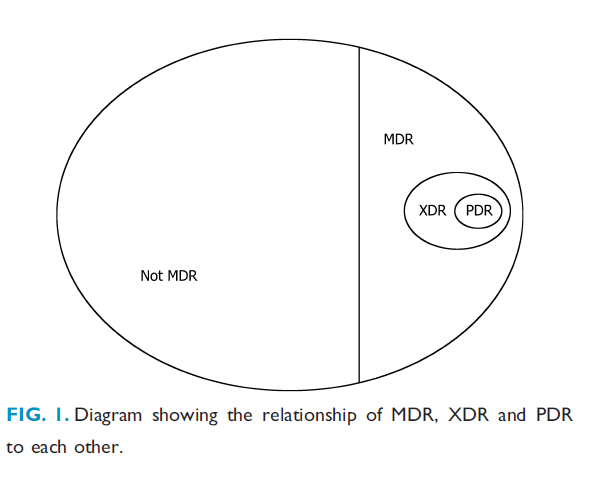 MDR
XDR
PDR
Not MDR
FIG. 1. Diagram showing the relationship of MDR, XDR and PDR
to each other.